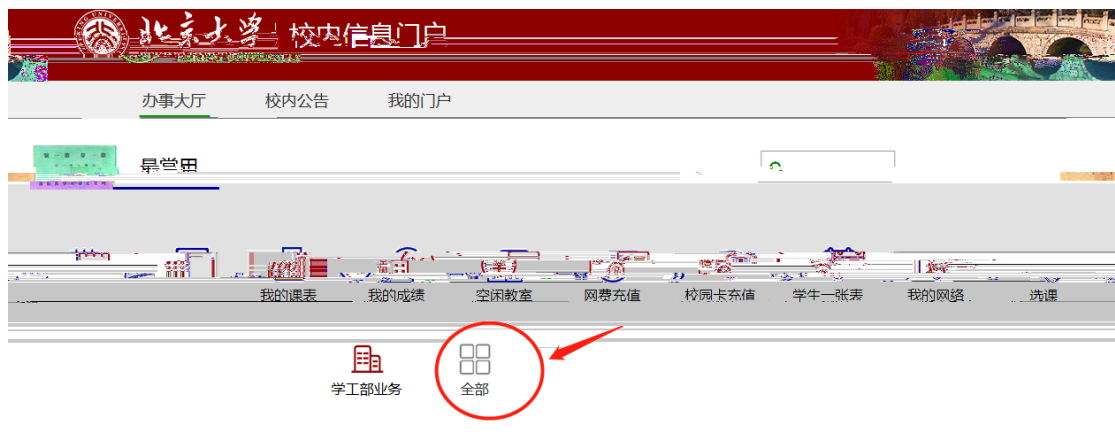 北京大学 校内信息门户
办事大厅 校内公告 我的门户
最常用
我的课表 我的成绩 空闲教室 网费充值 校园卡充值 学生一张表 我的网络 选课
学工部业务 全部